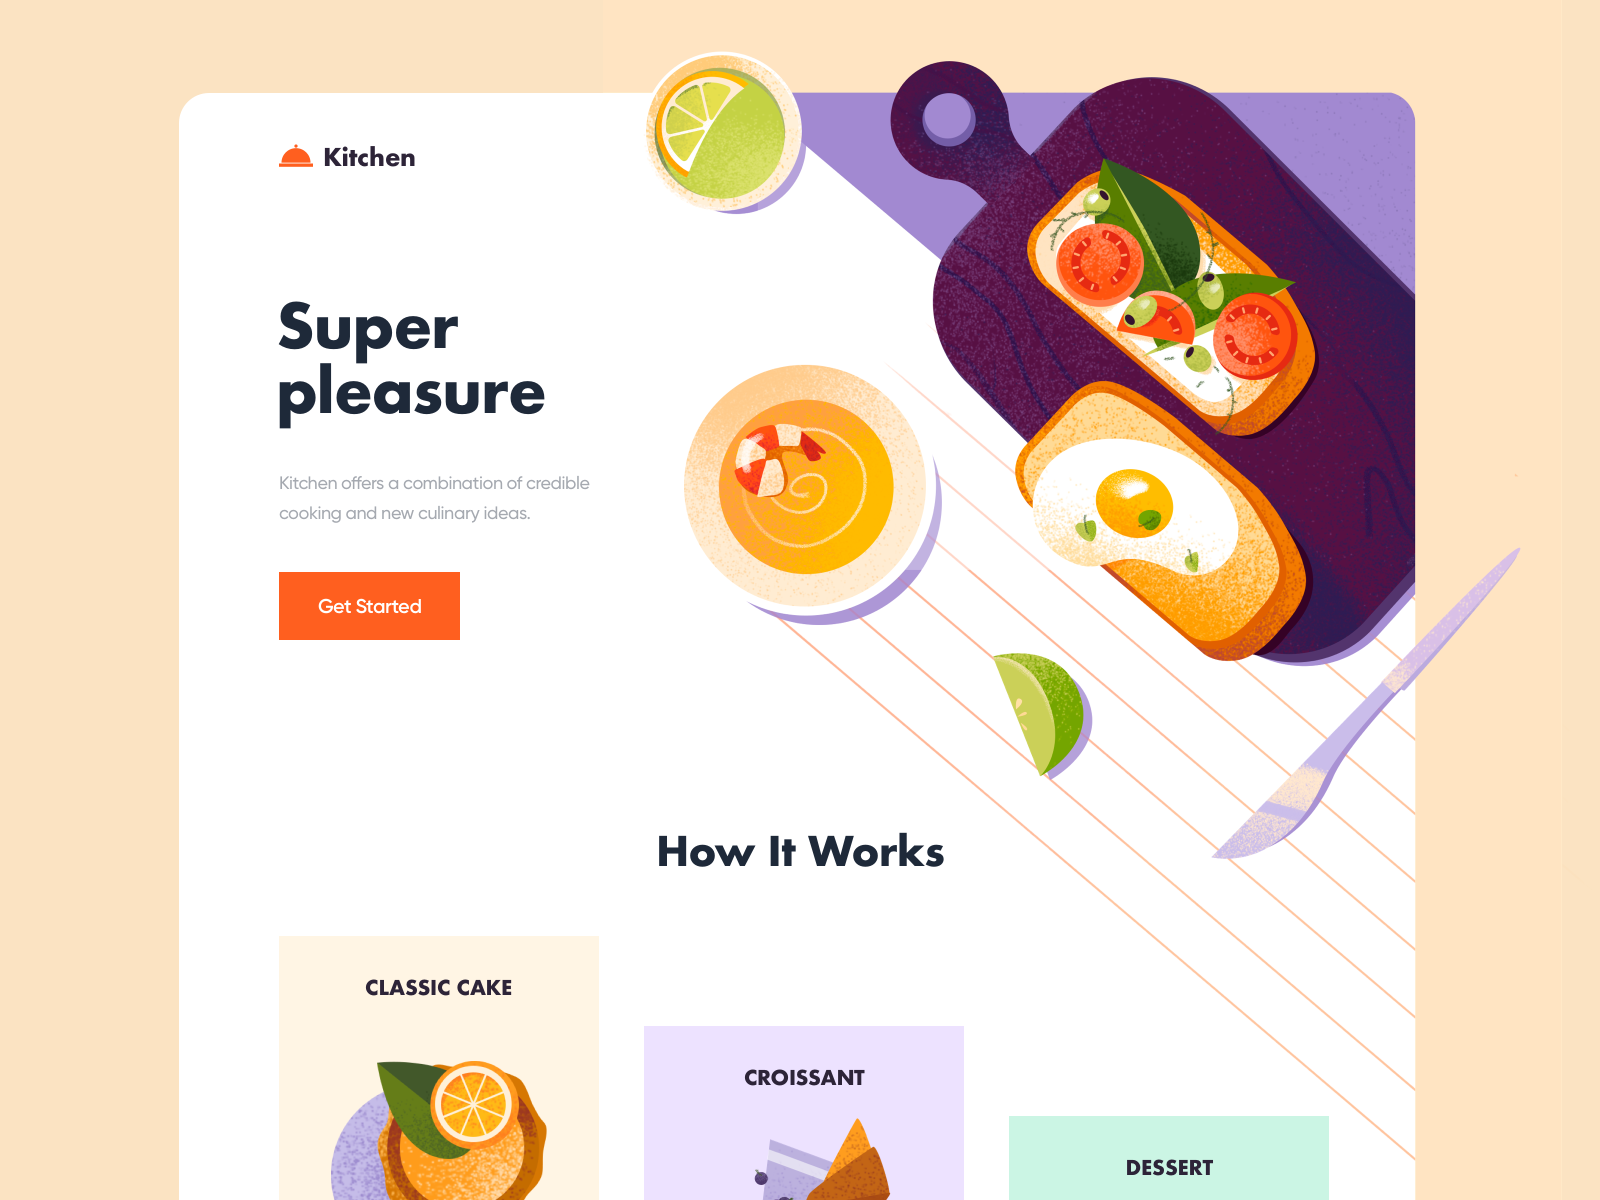 Kitchen
Super
pleasure
Kitchen offers a combination of credible
cooking and new culinary ideas.
Get Started
How It Works
CLASSIC CAKE
CROISSANT
DESSERT